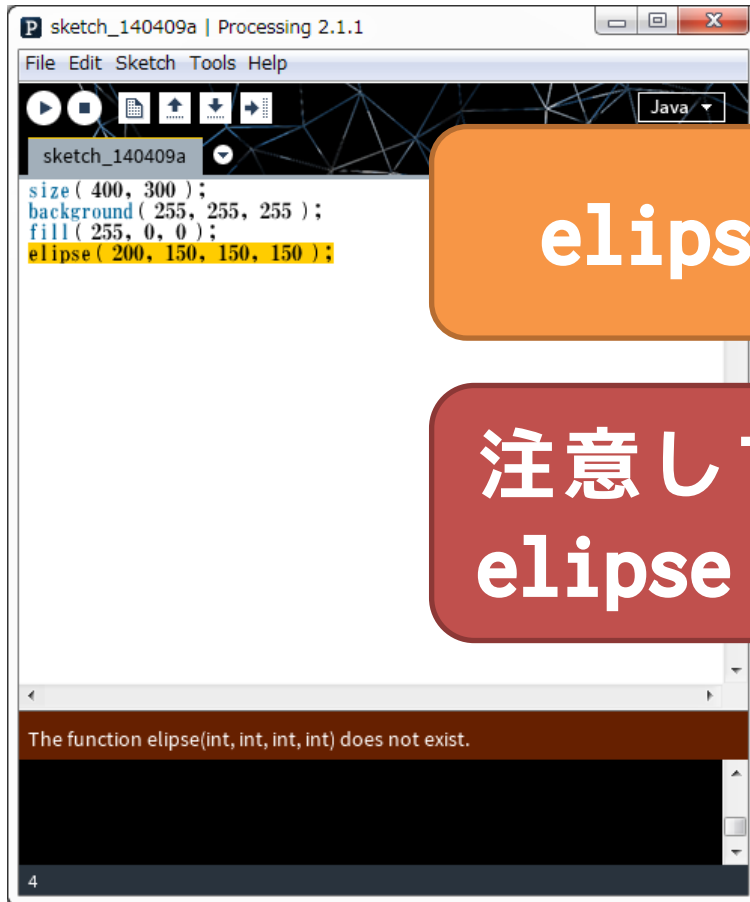 sketch_140409a | Processing 2.1.1
File Edit Sketch Tools Help
Java
sketch_140409a
size( 400, 300 );
background( 255, 255, 255 );
fill( 255, 0, 0 );
elipse( 200, 150, 150, 150 );
elips
注意し
elipse
The function elipse(int, int, int, int) does not exist.
4